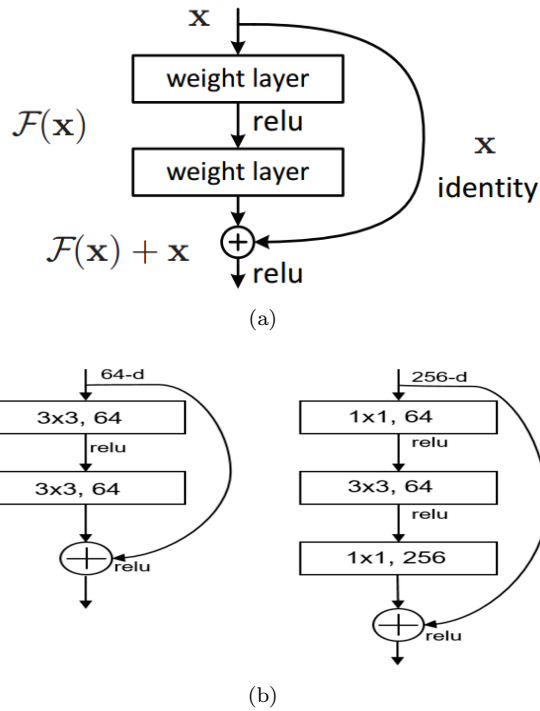 x
weight layer
F(x)
relu
x
weight layer
identity
F(x) + x
relu
(a)
64-d
3x3, 64
relu
3x3, 64
relu
256-d
1x1, 64
relu
3x3, 64
relu
1x1, 256
relu
(b)